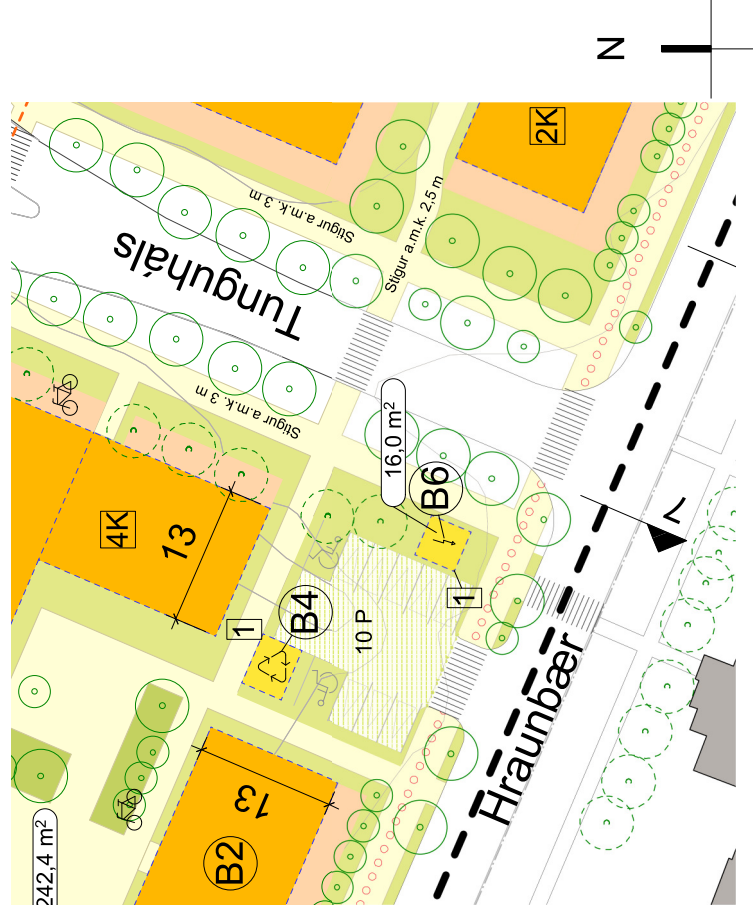 N
2K
Stígur a.m.k. 3 m
Stígur a.m.k. 2,5 m
Tunguháls
Stígur a.m.k. 3 m
16,0 m²
B6
4K
13
1
B4
1
10 P
7
Hraunbær
13
B2
242,4 m²